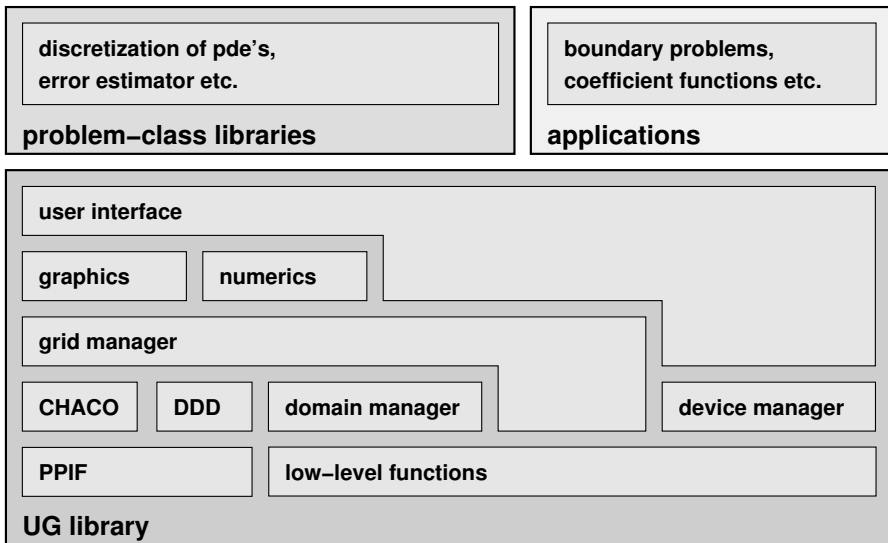 discretization of pde's,
error estimator etc.
problem–class libraries
boundary problems,
coefficient functions etc.
applications
user interface
graphics
numerics
grid manager
CHACO
DDD
domain manager
device manager
PPIF
low–level functions
UG library